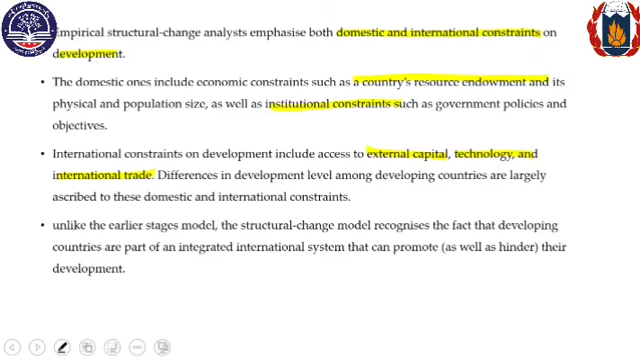 Empirical structural-change analysts emphasise both domestic and international constraints on
development.
• The domestic ones include economic constraints such as a country's resource endowment and its
physical and population size, as well as institutional constraints such as government policies and
objectives.
• International constraints on development include access to external capital, technology, and
international trade. Differences in development level among developing countries are largely
ascribed to these domestic and international constraints.
• unlike the earlier stages model, the structural-change model recognises the fact that developing
countries are part of an integrated international system that can promote (as well as hinder) their
development.